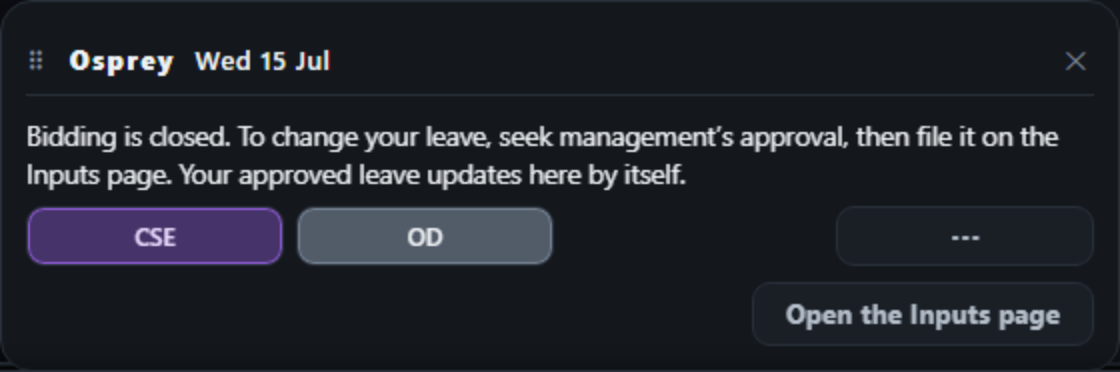 Osprey Wed 15 Jul
Bidding is closed. To change your leave, seek management's approval, then file it on the
Inputs page. Your approved leave updates here by itself.
CSE OD ---
Open the Inputs page